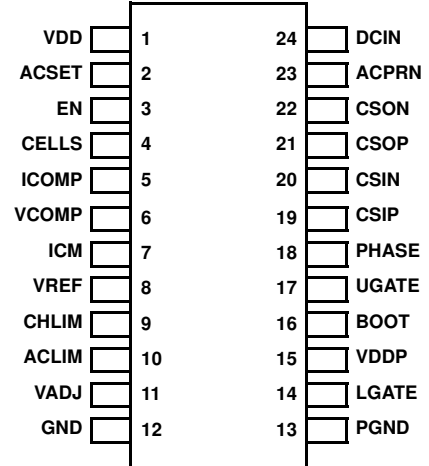 VDD 1 24 DCIN
ACSET 2 23 ACPRN
EN 3 22 CSON
CELLS 4 21 CSOP
ICOMP 5 20 CSIN
VCOMP 6 19 CSIP
ICM 7 18 PHASE
VREF 8 17 UGATE
CHLIM 9 16 BOOT
ACLIM 10 15 VDDP
VADJ 11 14 LGATE
GND 12 13 PGND